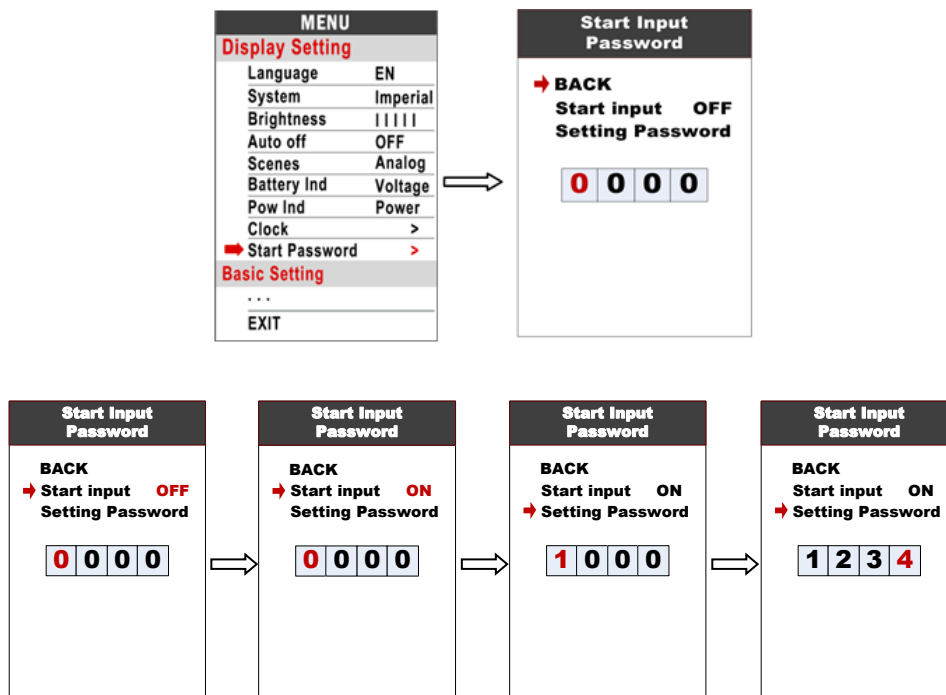 MENU
Display Setting
Language EN
System Imperial
Brightness | | | | |
Auto off OFF
Scenes Analog
Battery Ind Voltage
Pow Ind Power
Clock >
Start Password >
Basic Setting
. . .
EXIT
Start Input
Password
BACK
Start input OFF
Setting Password
0 0 0 0
Start Input
Password
BACK
Start input OFF
Setting Password
0 0 0 0
Start Input
Password
BACK
Start input ON
Setting Password
0 0 0 0
Start Input
Password
BACK
Start input ON
Setting Password
1 0 0 0
Start Input
Password
BACK
Start input ON
Setting Password
1 2 3 4